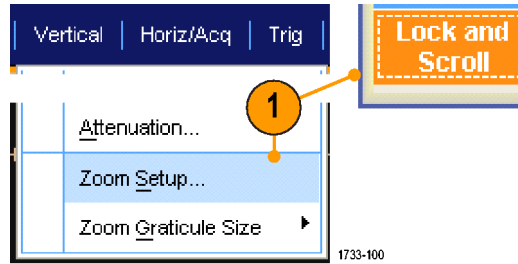 Vertical | Horiz/Acq | Trig |
Lock and
Scroll
1
Attenuation...
Zoom Setup...
Zoom Graticule Size
1733-100